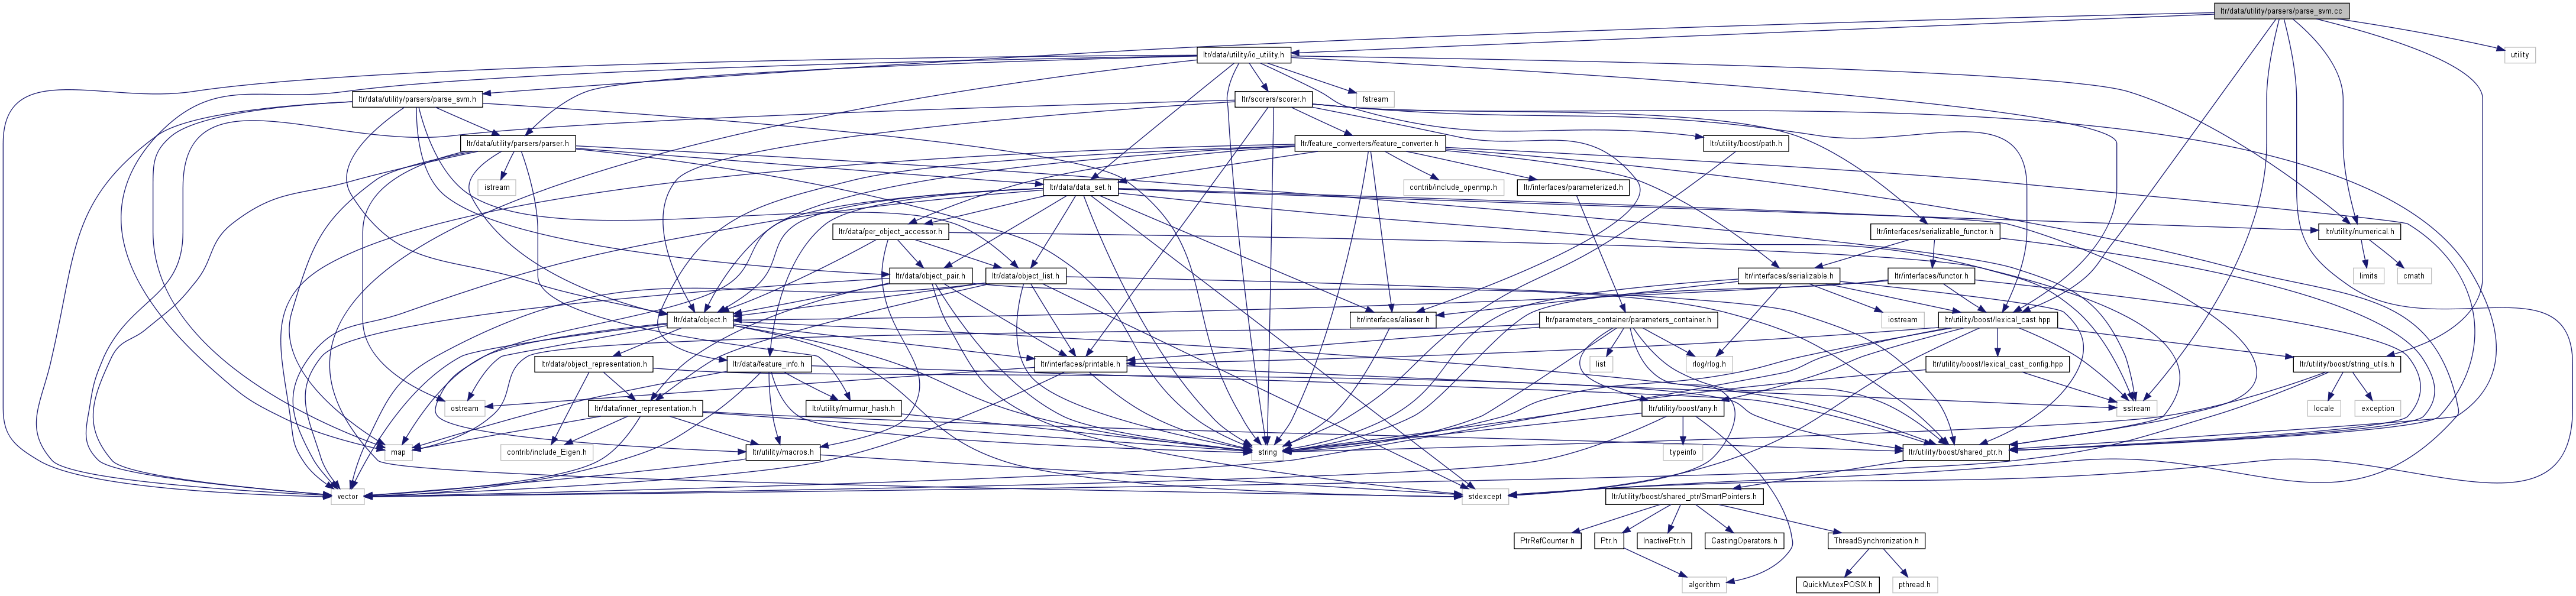 ltr/data/utility/parsers/parse_svm.cc
ltr/data/utility/io_utility.h
utility
ltr/data/utility/parsers/parse_svm.h
ltr/scorers/scorer.h
fstream
ltr/data/utility/parsers/parser.h
ltr/feature_converters/feature_converter.h
ltr/utility/boost/path.h
istream
ltr/data/data_set.h
contrib/include_openmp.h
ltr/interfaces/parameterized.h
ltr/data/per_object_accessor.h
ltr/interfaces/serializable_functor.h
ltr/utility/numerical.h
ltr/data/object_pair.h
ltr/data/object_list.h
ltr/interfaces/serializable.h
ltr/interfaces/functor.h
limits
cmath
ltr/data/object.h
ltr/interfaces/aliaser.h
ltr/parameters_container/parameters_container.h
iostream
ltr/utility/boost/lexical_cast.hpp
ltr/data/object_representation.h
ltr/data/feature_info.h
ltr/interfaces/printable.h
list
rlog/rlog.h
ltr/utility/boost/lexical_cast_config.hpp
ltr/utility/boost/string_utils.h
ostream
ltr/data/inner_representation.h
ltr/utility/murmur_hash.h
ltr/utility/boost/any.h
sstream
locale
exception
map
contrib/include_Eigen.h
ltr/utility/macros.h
string
typeinfo
ltr/utility/boost/shared_ptr.h
vector
stdexcept
ltr/utility/boost/shared_ptr/SmartPointers.h
PtrRefCounter.h
Ptr.h
InactivePtr.h
CastingOperators.h
ThreadSynchronization.h
algorithm
QuickMutexPOSIX.h
pthread.h